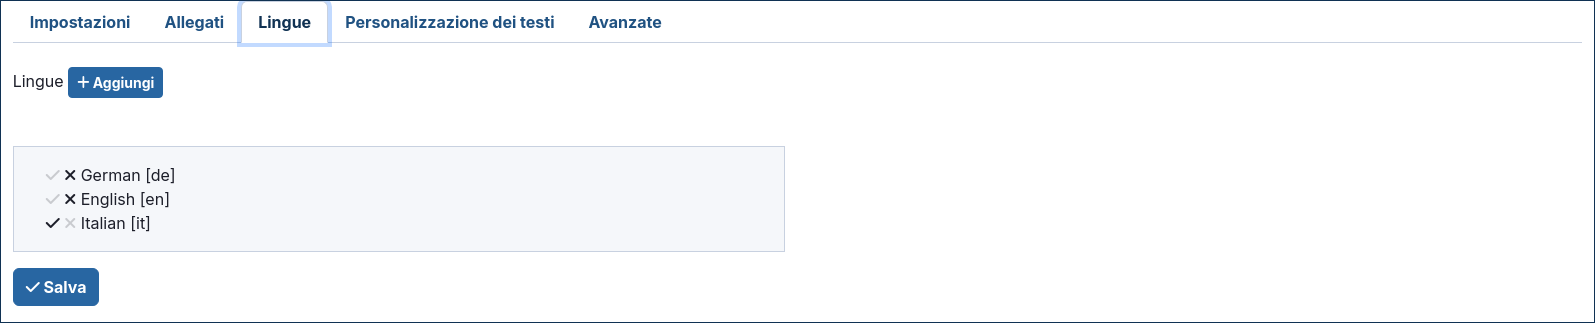 Impostazioni Allegati Lingue Personalizzazione dei testi Avanzate
Lingue Aggiungi
German [de]
English [en]
Italian [it]
Salva